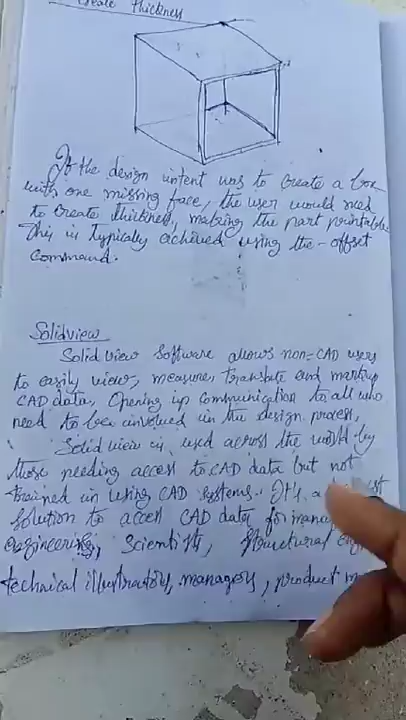 Create thickness
If the design intent was to create a box
with one missing face, the user would need
to create thickness, making the part printable.
This is typically achived using the - offset
command.
Solidview
Solid view software allows non-CAD users
to easily view, measure, translate and markup
CAD data, Opening up communication to all who
need to be involved in the design process,
Solid view is used across the world by
those needing access to CAD data but not
trained in using CAD systems. It's a
solution to access CAD data for
engineering, Scientists, Structural
technical illustrators, managers, product